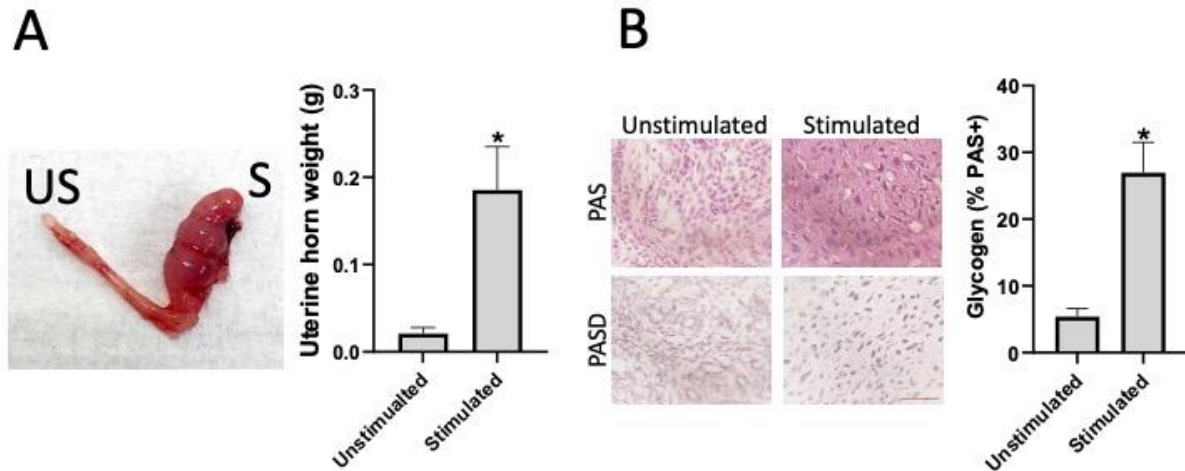 A
US
S
Uterine horn weight (g)
0.3
0.2
0.1
0.0
*
Unstimualted
Stimulated
B
Unstimulated
Stimulated
PAS
PASD
Glycogen (% PAS+)
40
30
20
10
0
*
Unstimulated
Stimulated